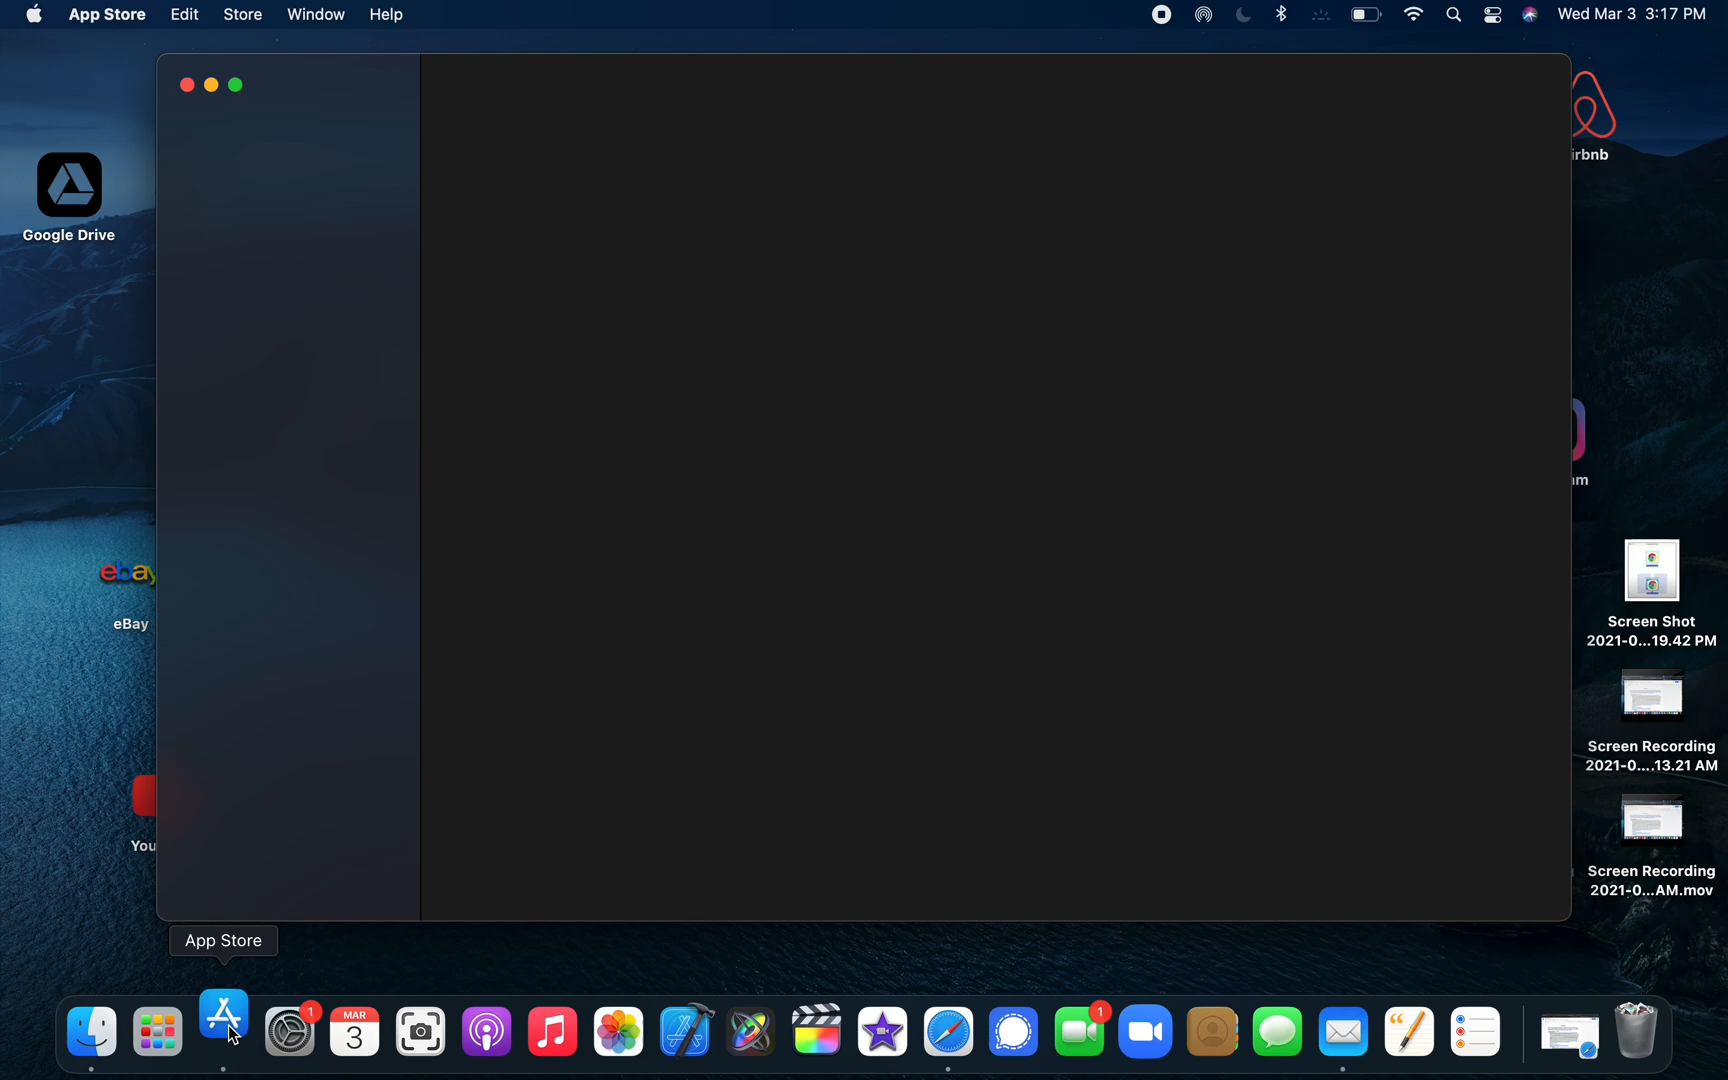 App Store Edit Store Window Help Wed Mar 3 3:17 PM
irbnb
Google Drive
am
ebay
eBay
Screen Shot
2021-0...19.42 PM
Screen Recording
2021-0....13.21 AM
You
Screen Recording
2021-0...AM.mov
App Store
1
MAR
3
1